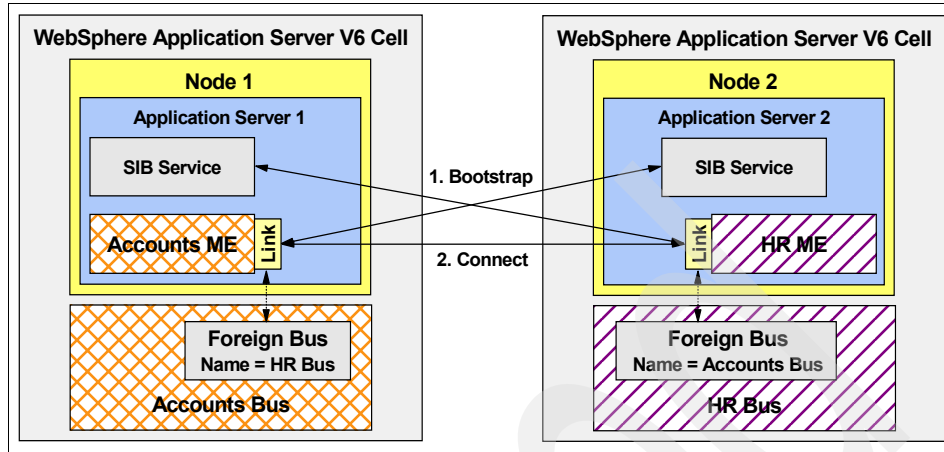 WebSphere Application Server V6 Cell
Node 1
Application Server 1
SIB Service
Accounts ME
Link
Foreign Bus
Name = HR Bus
Accounts Bus
1. Bootstrap
2. Connect
WebSphere Application Server V6 Cell
Node 2
Application Server 2
SIB Service
Link
HR ME
Foreign Bus
Name = Accounts Bus
HR Bus